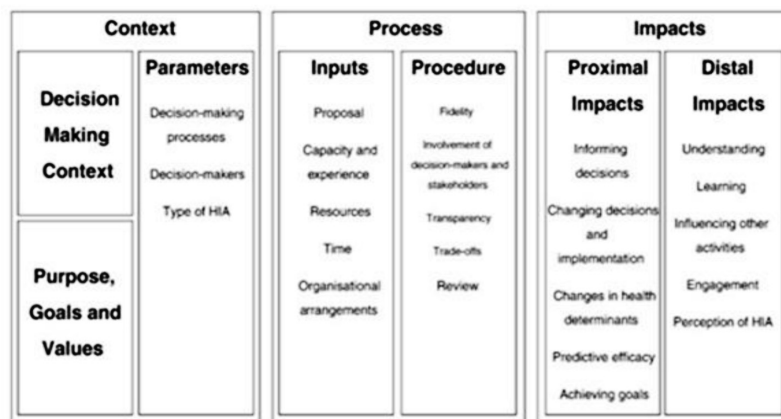 Context
Decision
Making
Context
Purpose,
Goals and
Values
Parameters
Decision-making
processes
Decision-makers
Type of HIA
Process
Inputs
Proposal
Capacity and
experience
Resources
Time
Organisational
arrangements
Procedure
Fidelity
Involvement of
decision-makers and
stakeholders
Transparency
Trade-offs
Review
Impacts
Proximal
Impacts
Informing
decisions
Changing decisions
and
implementation
Changes in health
determinants
Predictive efficacy
Achieving goals
Distal
Impacts
Understanding
Learning
Influencing other
activities
Engagement
Perception of HIA